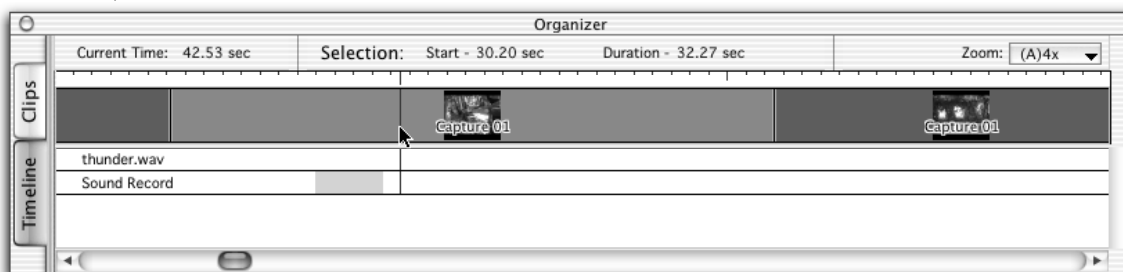 Organizer
Current Time: 42.53 sec Selection: Start - 30.20 sec Duration - 32.27 sec Zoom: (A)4x
Clips
Capture 01 Capture 01
Timeline
thunder.wav
Sound Record